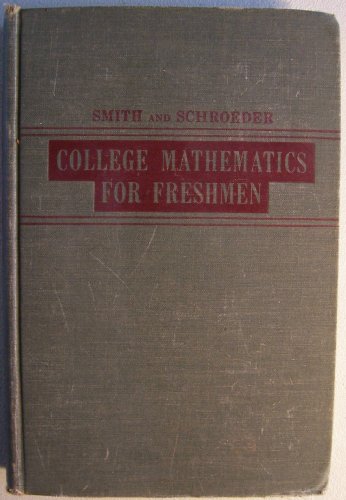 SMITH AND SCHROEDER
COLLEGE MATHEMATICS
FOR FRESHMEN